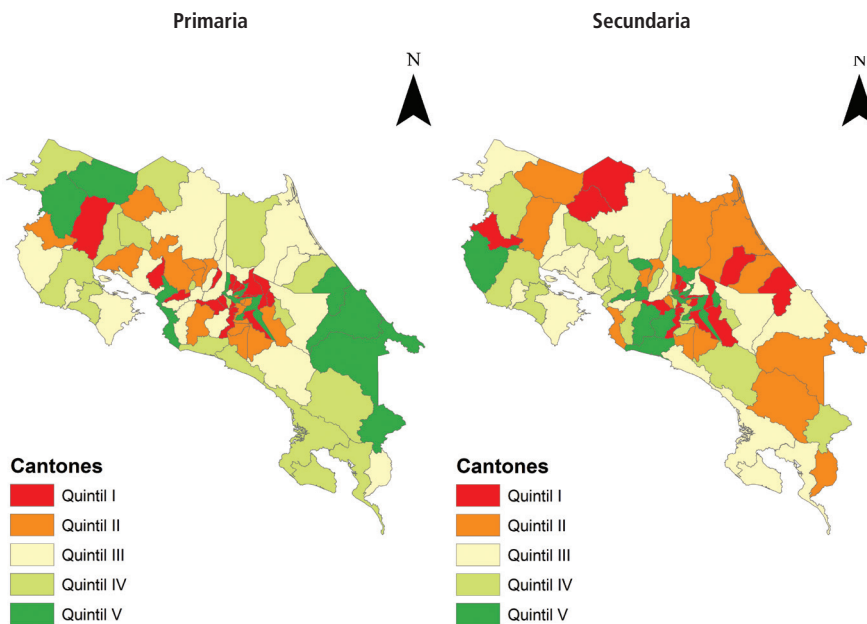 Primaria
N
Cantones
Quintil I
Quintil II
Quintil III
Quintil IV
Quintil V
Secundaria
N
Cantones
Quintil I
Quintil II
Quintil III
Quintil IV
Quintil V